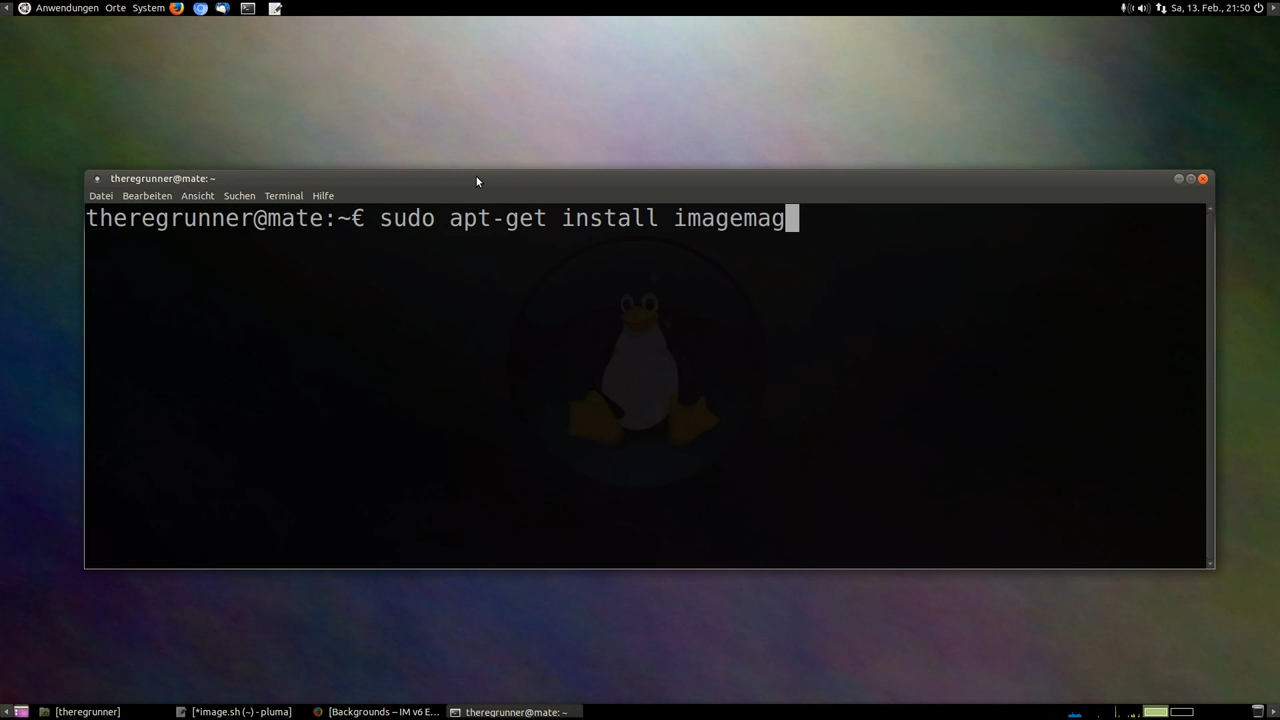 Anwendungen Orte System Sa, 13. Feb., 21:50
theregrunner@mate: ~
Datei Bearbeiten Ansicht Suchen Terminal Hilfe
theregrunner@mate:~€ sudo apt-get install imagemag
[theregrunner] [*image.sh (~) - pluma] [Backgrounds – IM v6 E... theregrunner@mate: ~